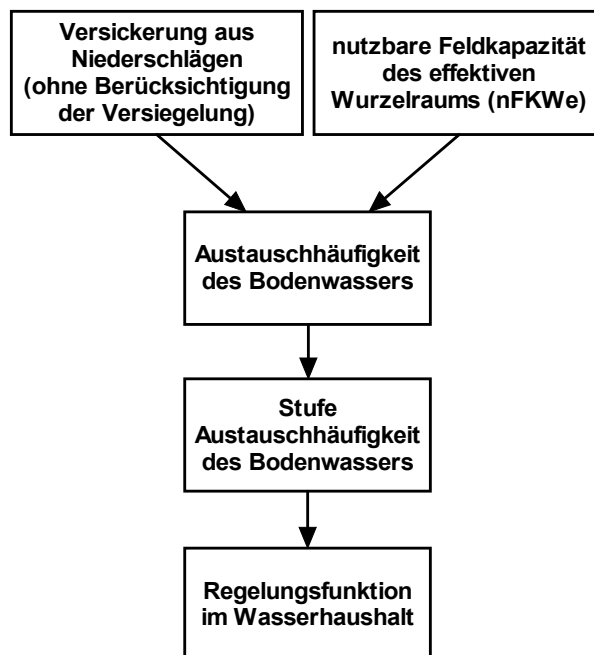 Versickerung aus
Niederschlägen
(ohne Berücksichtigung
der Versiegelung)
nutzbare Feldkapazität
des effektiven
Wurzelraums (nFKWe)
Austauschhäufigkeit
des Bodenwassers
Stufe
Austauschhäufigkeit
des Bodenwassers
Regelungsfunktion
im Wasserhaushalt